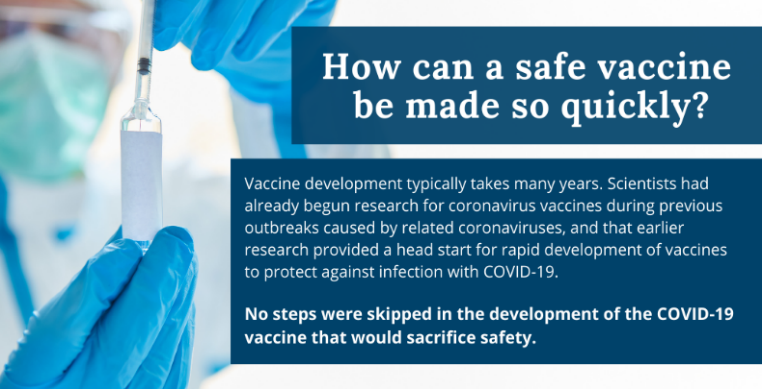 How can a safe vaccine
be made so quickly?
Vaccine development typically takes many years. Scientists had
already begun research for coronavirus vaccines during previous
outbreaks caused by related coronaviruses, and that earlier
research provided a head start for rapid development of vaccines
to protect against infection with COVID-19.
No steps were skipped in the development of the COVID-19
vaccine that would sacrifice safety.